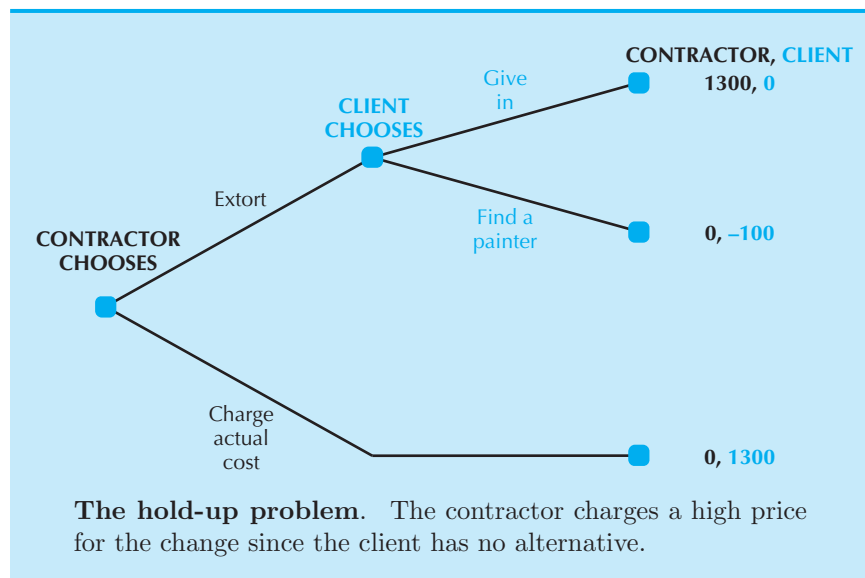 CONTRACTOR, CLIENT
1300, 0
Give
in
CLIENT
CHOOSES
Extort
Find a
painter
0, –100
CONTRACTOR
CHOOSES
Charge
actual
cost
0, 1300
The hold-up problem. The contractor charges a high price
for the change since the client has no alternative.